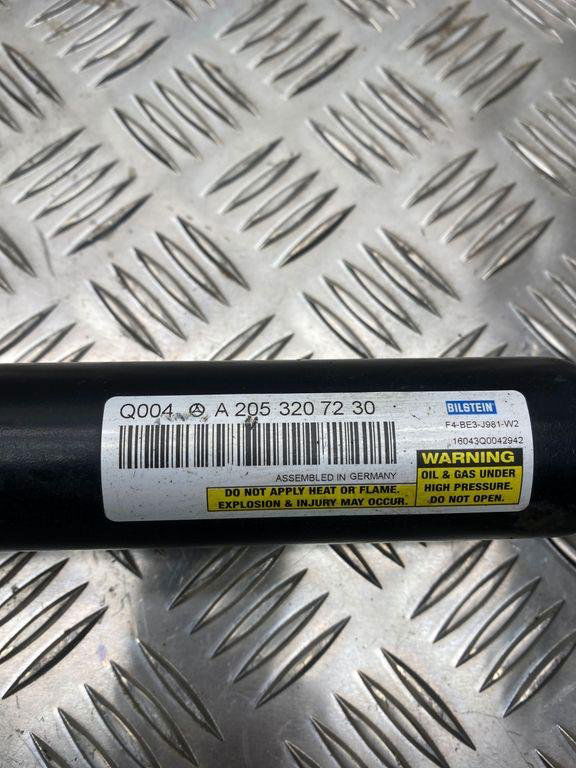 Q004 A 205 320 72 30
BILSTEIN
F4-BE3-J981-W2
16043Q0042942
ASSEMBLED IN GERMANY
WARNING
OIL & GAS UNDER
HIGH PRESSURE.
DO NOT OPEN.
DO NOT APPLY HEAT OR FLAME.
EXPLOSION & INJURY MAY OCCUR.